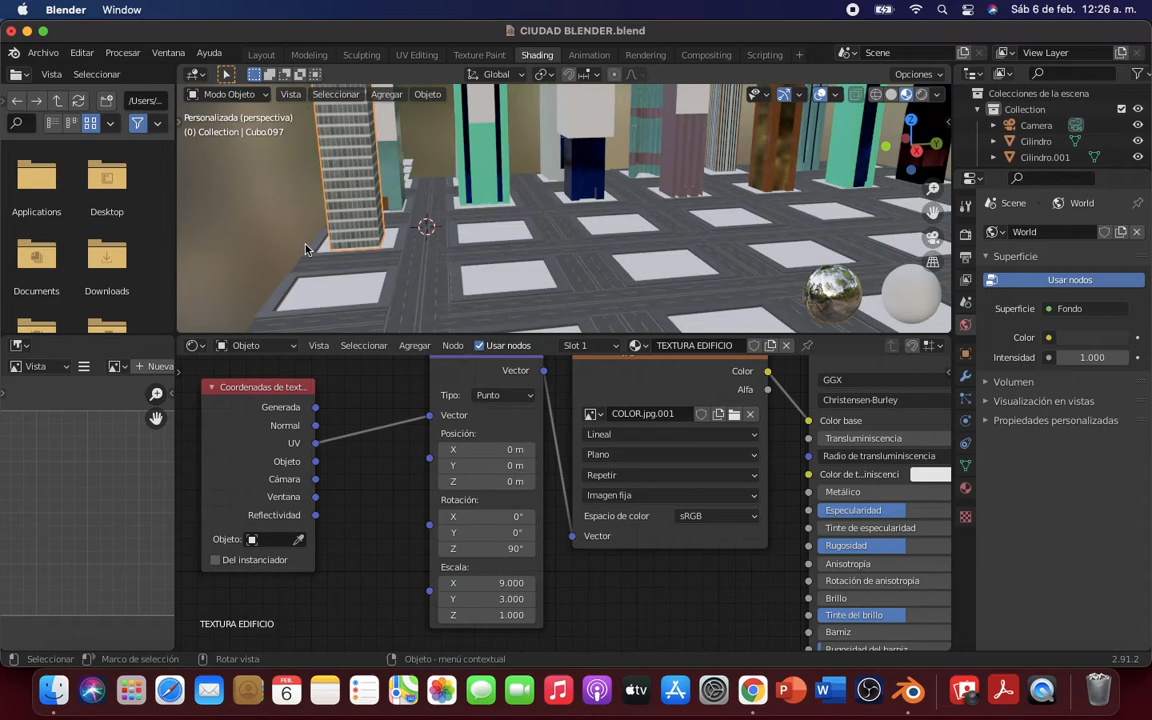 Blender Window
Sáb 6 de feb. 12:26 a. m.
CIUDAD BLENDER.blend
Archivo Editar Procesar Ventana Ayuda
Layout Modeling Sculpting UV Editing Texture Paint Shading Animation Rendering Compositing Scripting +
Scene
View Layer
Vista Seleccionar
Global
Opciones
/Users/...
Modo Objeto Vista Seleccionar Agregar Objeto
Personalizada (perspectiva)
(0) Collection | Cubo.097
Applications
Desktop
Documents
Downloads
Colecciones de la escena
Collection
Camera
Cilindro
Cilindro.001
Scene > World
World
Superficie
Usar nodos
Superficie Fondo
Color
Intensidad 1.000
Volumen
Visualización en vistas
Propiedades personalizadas
Vista
+ Nueva
Objeto Vista Seleccionar Agregar Nodo Usar nodos Slot 1 TEXTURA EDIFICIO
Coordenadas de text...
Generada
Normal
UV
Objeto
Cámara
Ventana
Reflectividad
Objeto:
Del instanciador
Vector
Tipo: Punto
Vector
Posición:
X 0 m
Y 0 m
Z 0 m
Rotación:
X 0°
Y 0°
Z 90°
Escala:
X 9.000
Y 3.000
Z 1.000
Color
Alfa
COLOR.jpg.001
Lineal
Plano
Repetir
Imagen fija
Espacio de color sRGB
Vector
GGX
Christensen-Burley
Color base
Transluminiscencia
Radio de transluminiscencia
Color de t...iniscenci
Metálico
Especularidad
Tinte de especularidad
Rugosidad
Anisotropía
Rotación de anisotropía
Brillo
Tinte del brillo
Barniz
Rugosidad del barniz
TEXTURA EDIFICIO
Seleccionar Marco de selección Rotar vista Objeto - menú contextual 2.91.2
FEB
6